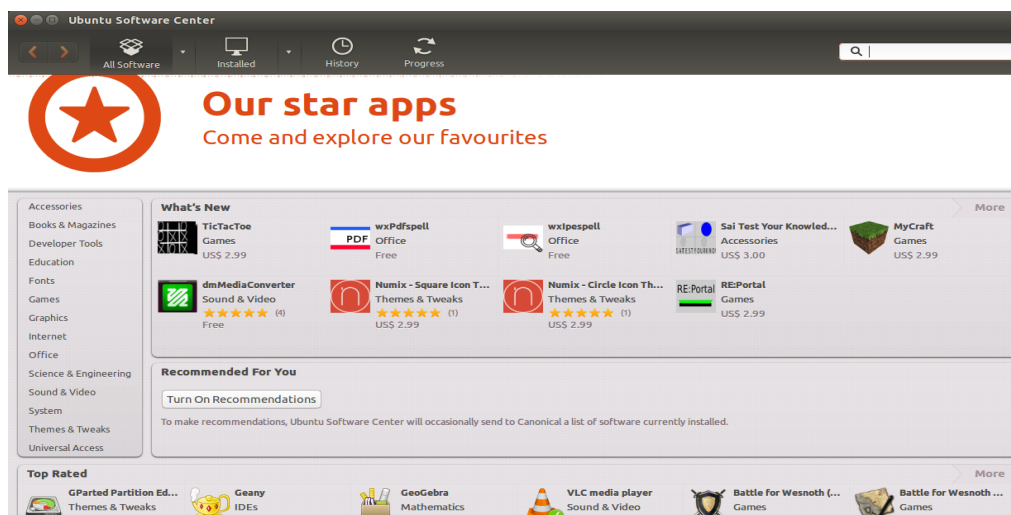 Ubuntu Software Center
All Software
Installed
History
Progress
Our star apps
Come and explore our favourites
Accessories
Books & Magazines
Developer Tools
Education
Fonts
Games
Graphics
Internet
Office
Science & Engineering
Sound & Video
System
Themes & Tweaks
Universal Access
What's New
More
TicTacToe
Games
US$ 2.99
PDF
wxPdfspell
Office
Free
wxIpespell
Office
Free
SATESTYOURKNO
Sai Test Your Knowled...
Accessories
US$ 3.00
MyCraft
Games
US$ 2.99
dmMediaConverter
Sound & Video
(4)
Free
n
Numix - Square Icon T...
Themes & Tweaks
(1)
US$ 2.99
n
Numix - Circle Icon Th...
Themes & Tweaks
(1)
US$ 2.99
RE:Portal
RE:Portal
Games
US$ 2.99
Recommended For You
Turn On Recommendations
To make recommendations, Ubuntu Software Center will occasionally send to Canonical a list of software currently installed.
Top Rated
More
GParted Partition Ed...
Themes & Tweaks
Geany
IDEs
GeoGebra
Mathematics
VLC media player
Sound & Video
Battle for Wesnoth (...
Games
Battle for Wesnoth ...
Games